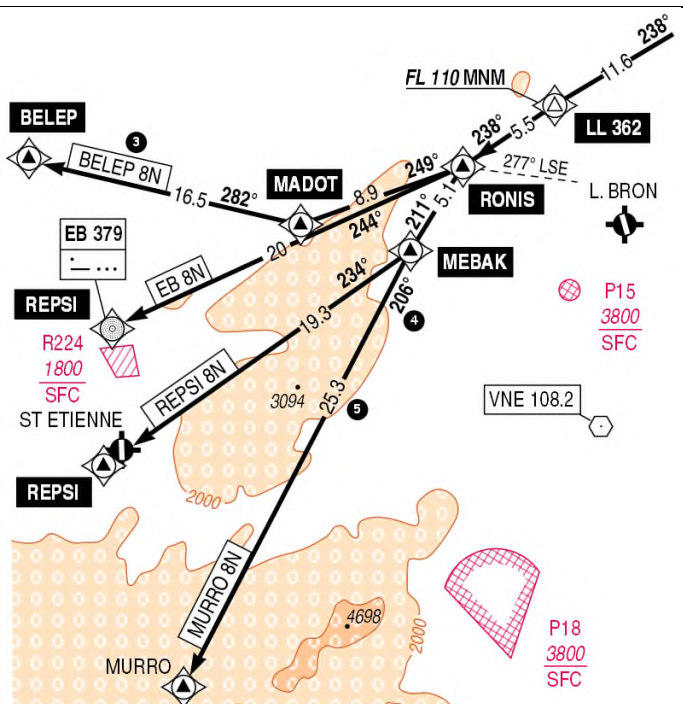 238°
11.6
FL 110 MNM
LL 362
5.5
238°
277° LSE
RONIS
L. BRON
BELEP
3
BELEP 8N
16.5
282°
MADOT
8.9
249°
244°
20
EB 8N
EB 379
REPSI
R224
1800
SFC
211°
5.1
MEBAK
234°
206°
4
19.3
REPSI 8N
P15
3800
SFC
3094
25.3
5
VNE 108.2
ST ETIENNE
REPSI
2000
MURRO 8N
4698
2000
MURRO
P18
3800
SFC